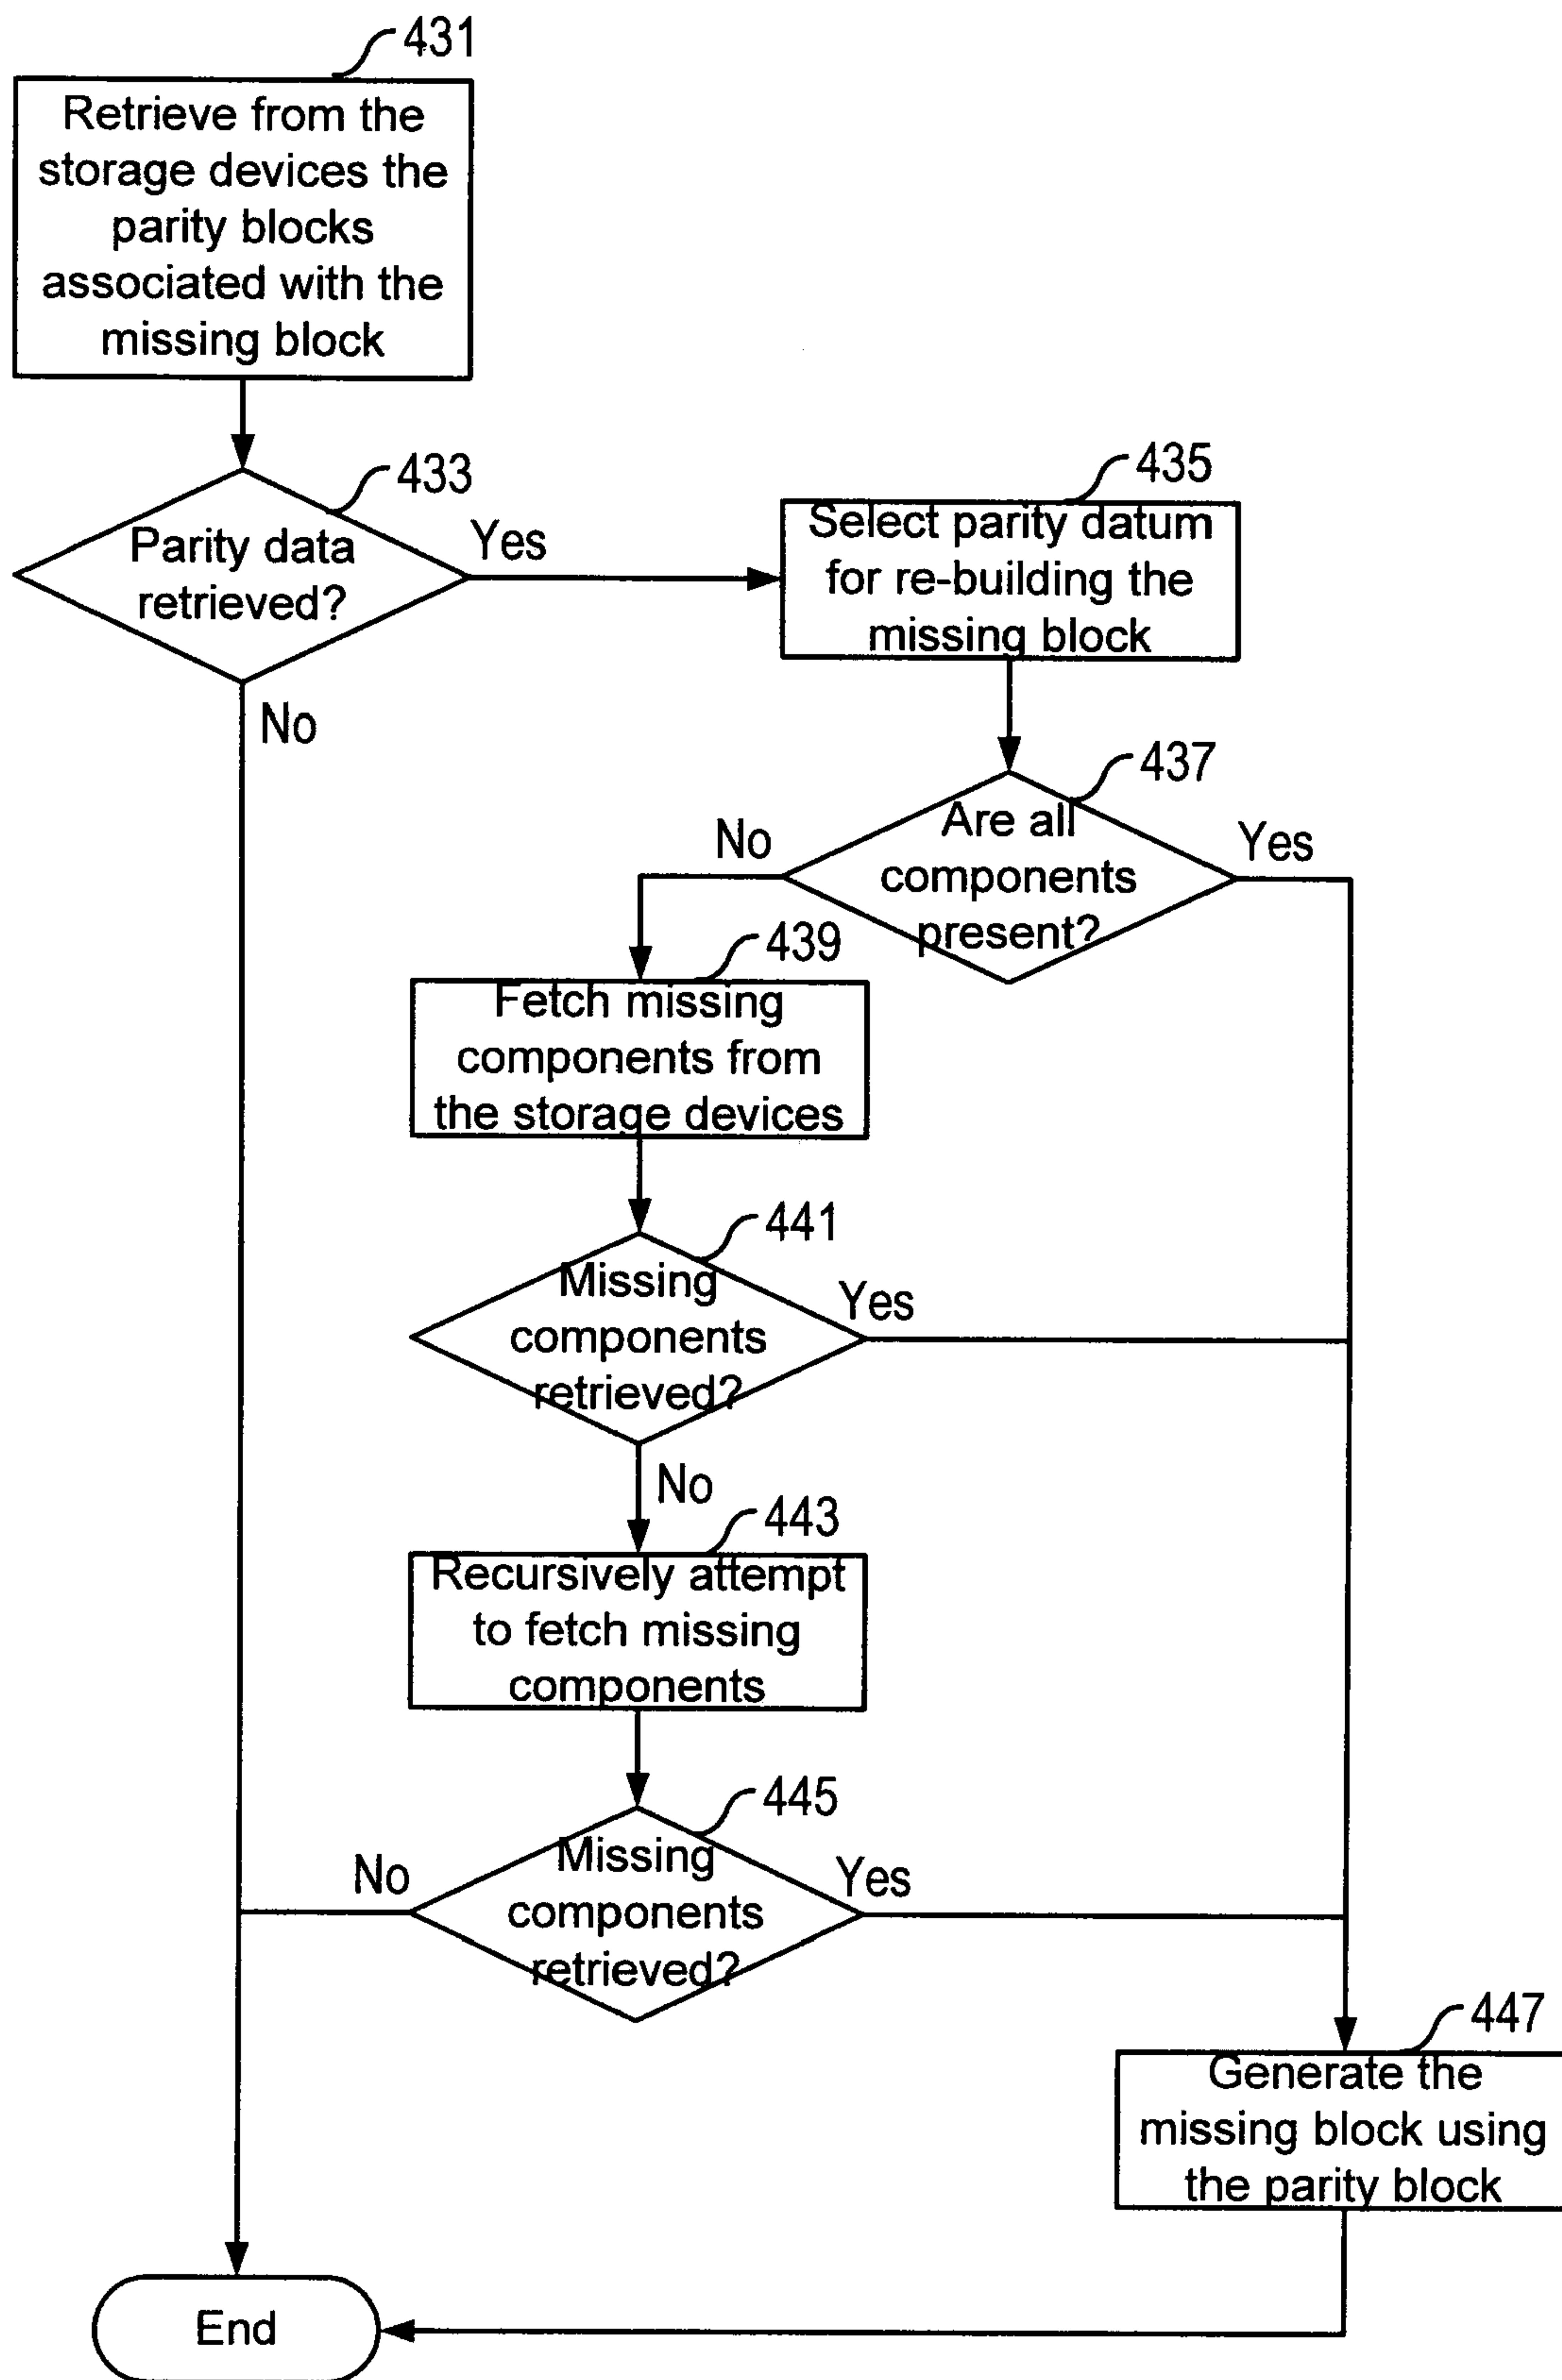 431
Retrieve from the
storage devices the
parity blocks
associated with the
missing block
433
Parity data
retrieved?
Yes
No
435
Select parity datum
for re-building the
missing block
437
Are all
components
present?
No
Yes
439
Fetch missing
components from
the storage devices
441
Missing
components
retrieved?
Yes
No
443
Recursively attempt
to fetch missing
components
445
Missing
components
retrieved?
No
Yes
447
Generate the
missing block using
the parity block
End